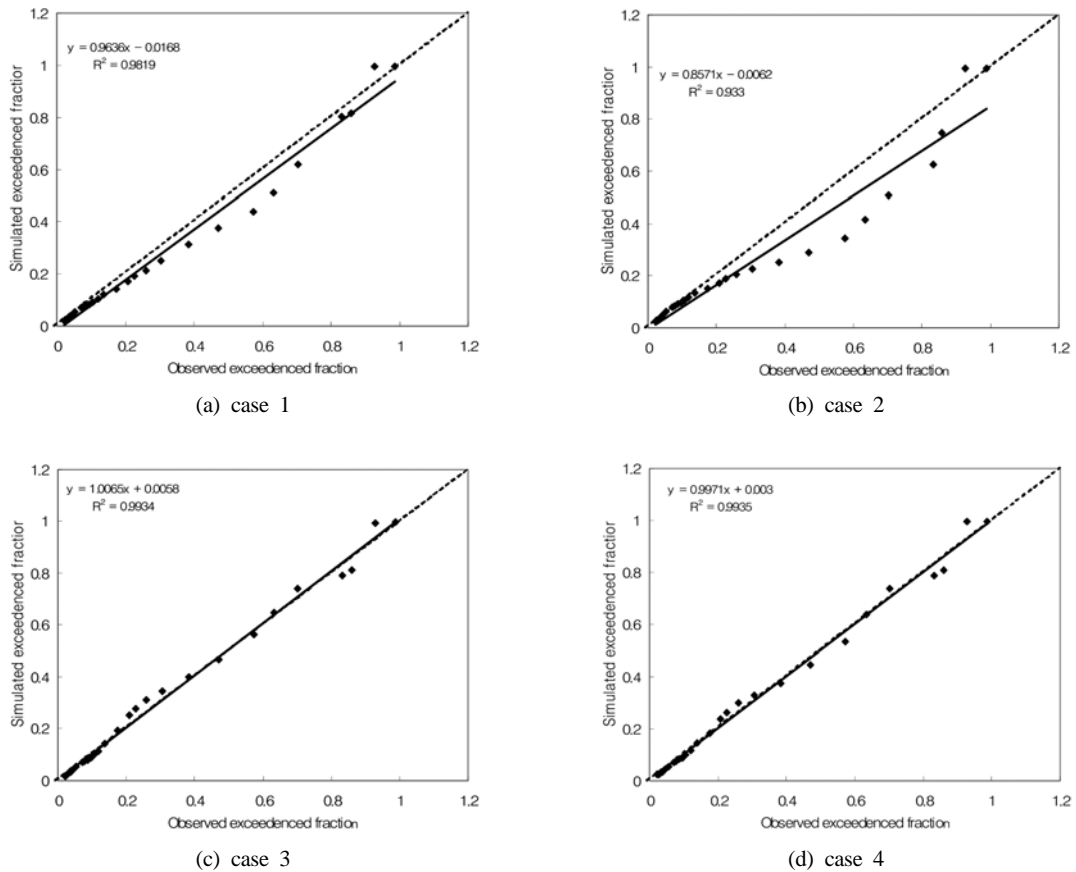 1.2
1
0.8
0.6
0.4
0.2
0
y = 0.9636x − 0.0168
R² = 0.9819
Simulated exceedenced fractior
0 0.2 0.4 0.6 0.8 1 1.2
Observed exceedenced fraction
(a) case 1
1.2
1
0.8
0.6
0.4
0.2
0
y = 0.8571x − 0.0062
R² = 0.933
Simulated exceedenced fractior
0 0.2 0.4 0.6 0.8 1 1.2
Observed exceedenced fraction
(b) case 2
1.2
1
0.8
0.6
0.4
0.2
0
y = 1.0065x + 0.0058
R² = 0.9934
Simulated exceedenced fractior
0 0.2 0.4 0.6 0.8 1 1.2
Observed exceedenced fraction
(c) case 3
1.2
1
0.8
0.6
0.4
0.2
0
y = 0.9971x + 0.003
R² = 0.9935
Simulated exceedenced fractior
0 0.2 0.4 0.6 0.8 1 1.2
Observed exceedenced fraction
(d) case 4